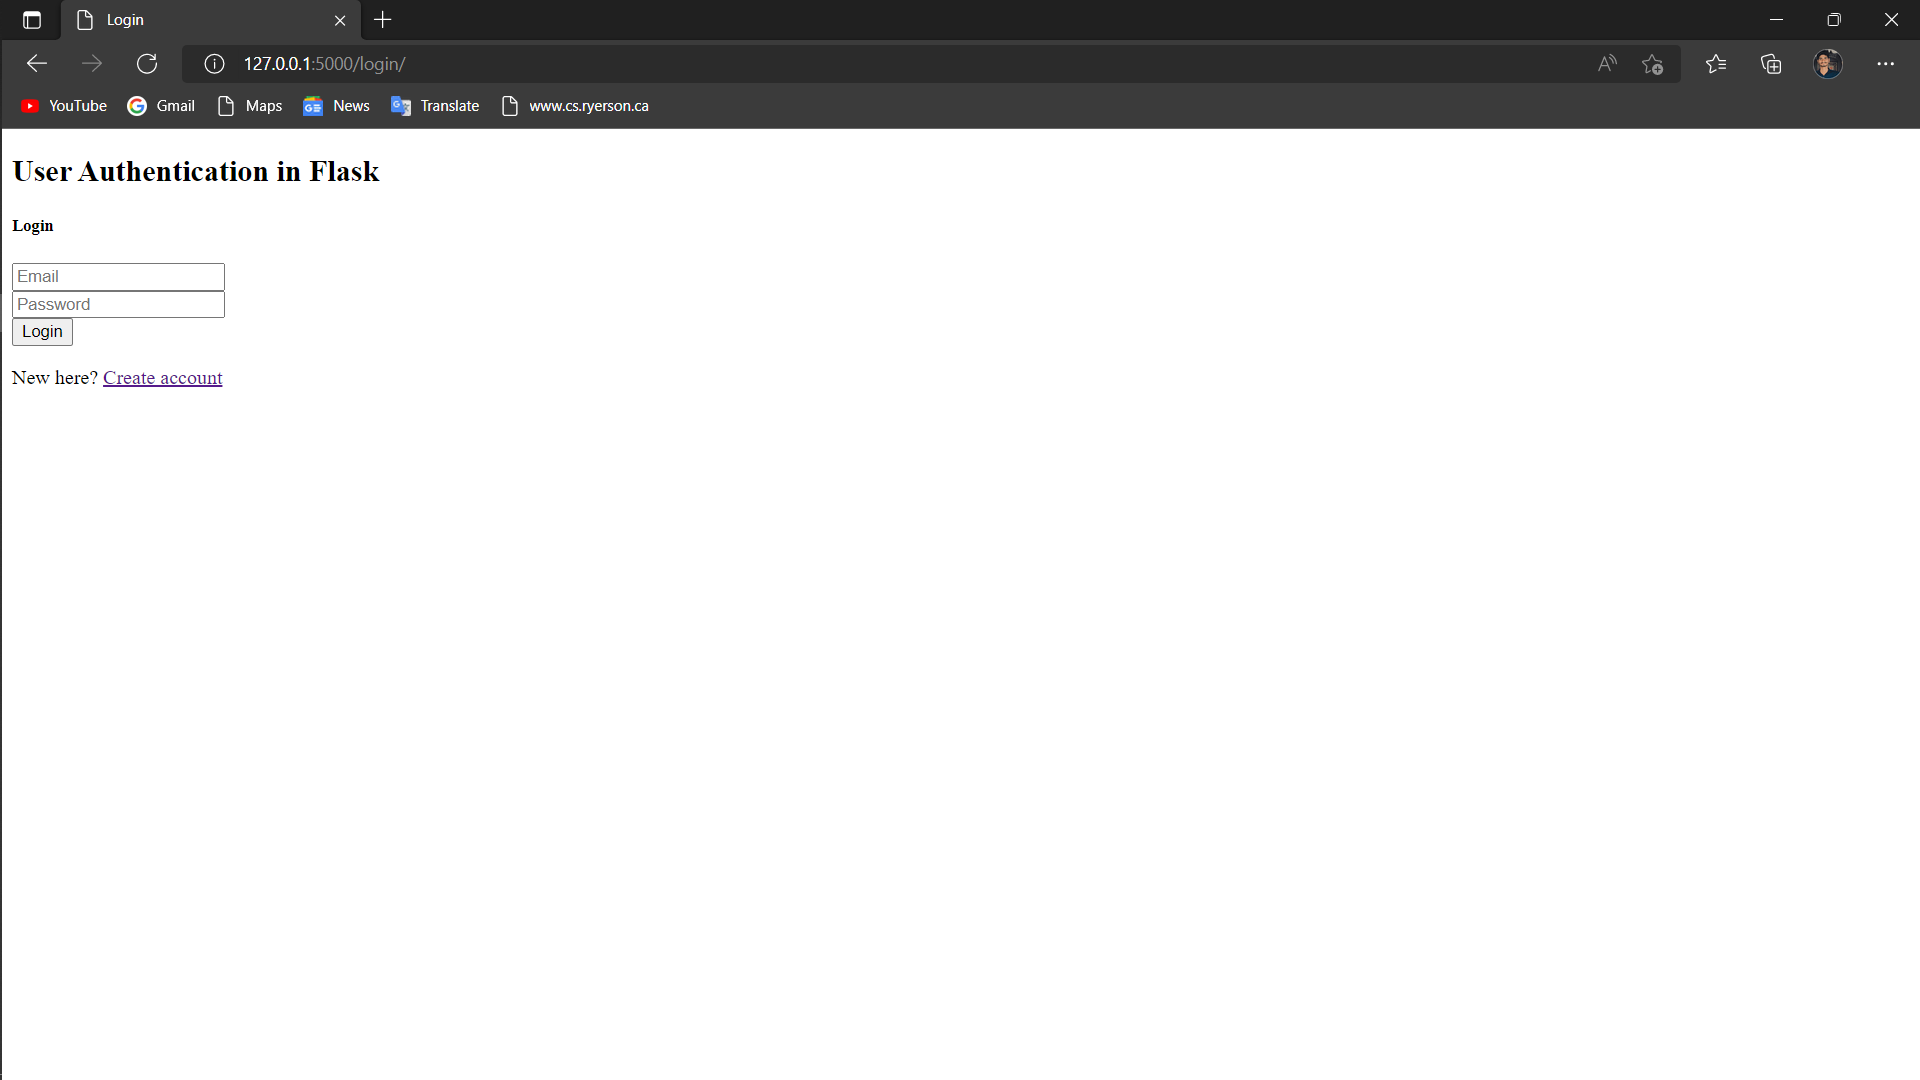 Login
127.0.0.1:5000/login/
YouTube Gmail Maps News Translate www.cs.ryerson.ca
User Authentication in Flask
Login
Email
Password
Login
New here? Create account